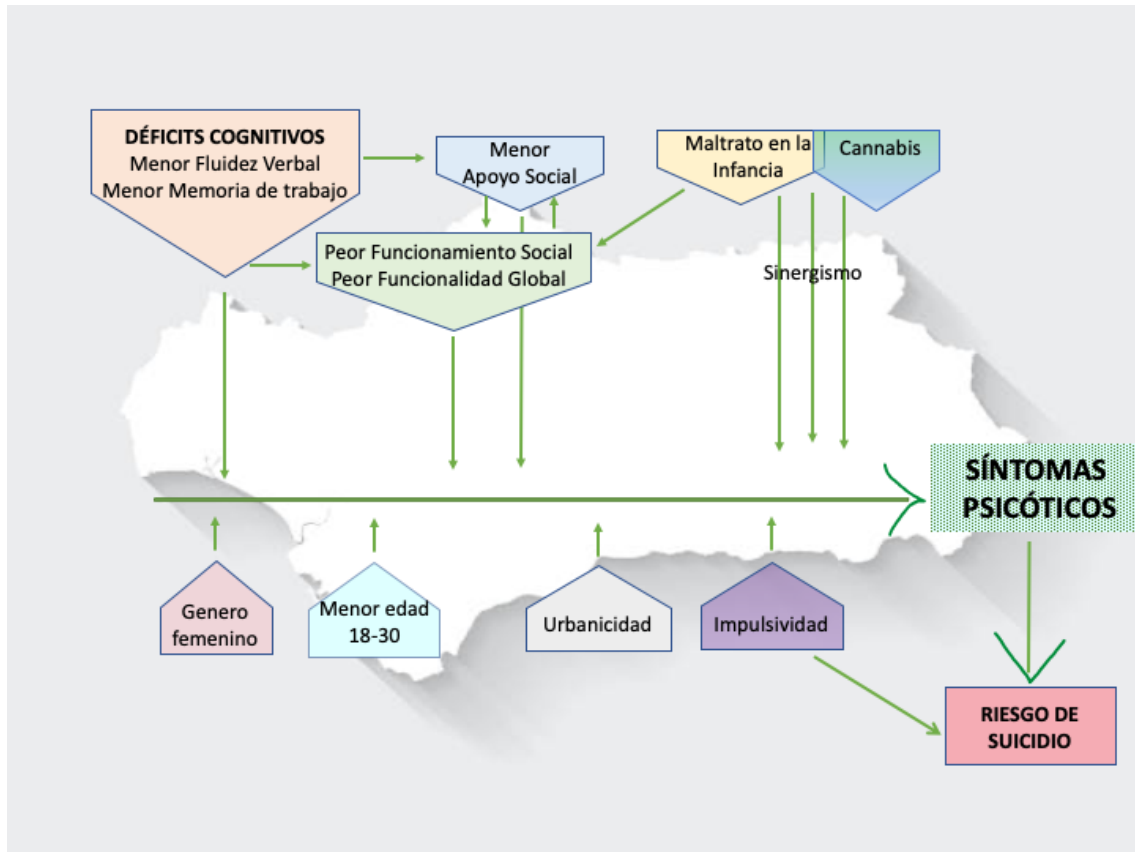 DÉFICITS COGNITIVOS
Menor Fluidez Verbal
Menor Memoria de trabajo
Menor
Apoyo Social
Maltrato en la
Infancia
Cannabis
Peor Funcionamiento Social
Peor Funcionalidad Global
Sinergismo
SÍNTOMAS
PSICÓTICOS
Genero
femenino
Menor edad
18-30
Urbanicidad
Impulsividad
RIESGO DE
SUICIDIO